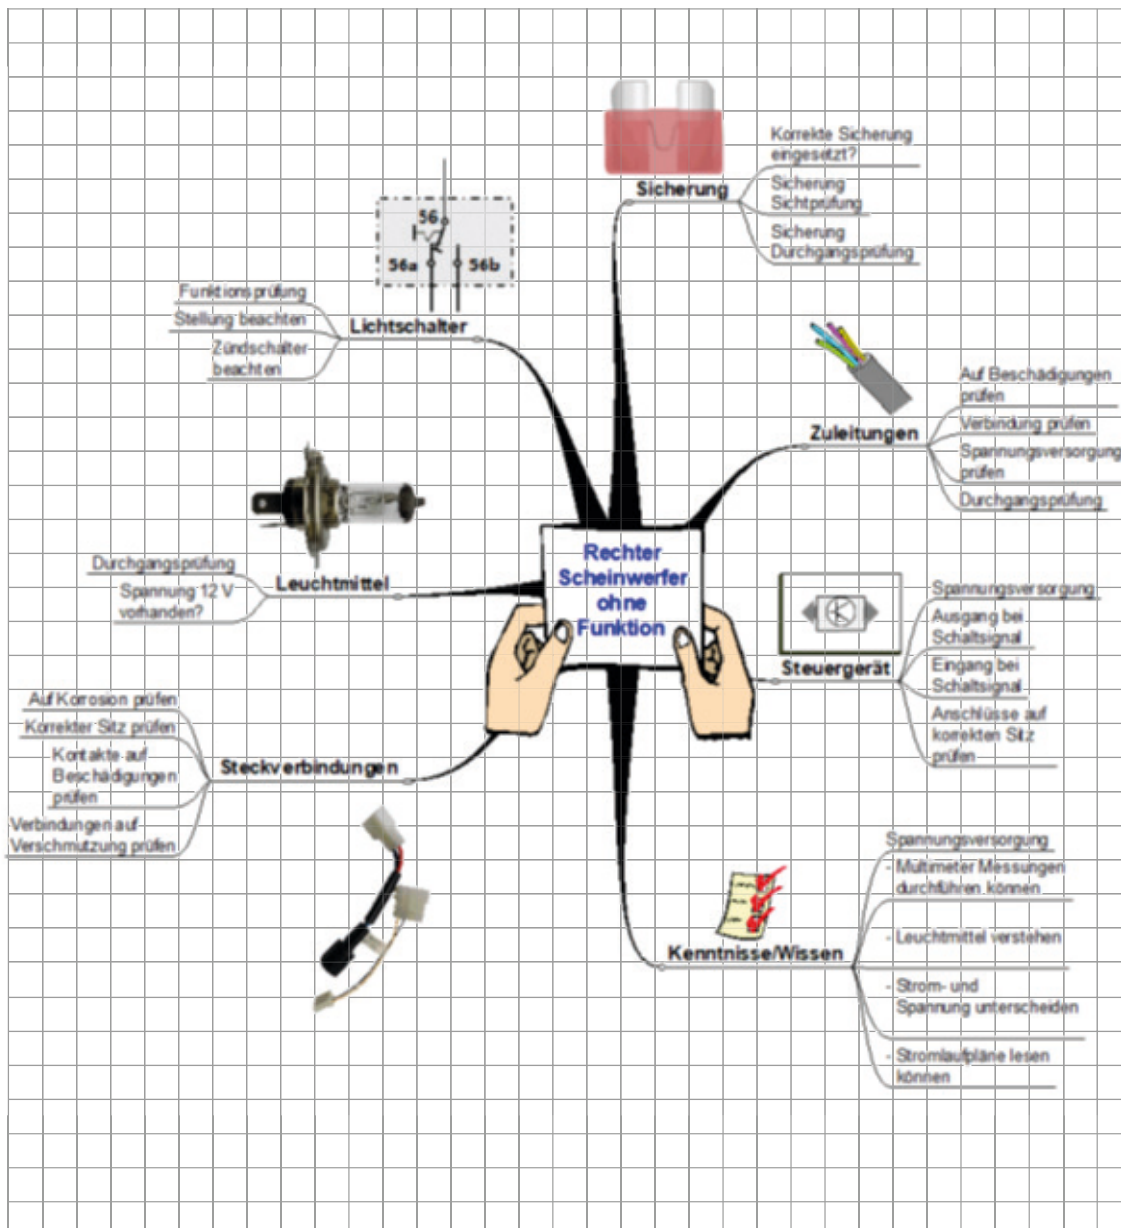 Korrekte Sicherung
eingesetzt?
Sicherung
Sicherung
Sichtprüfung
Sicherung
Durchgangsprüfung
56
56a
56b
Funktionsprüfung
Stellung beachten
Lichtschalter
Zündschalter
beachten
Auf Beschädigungen
prüfen
Verbindung prüfen
Zuleitungen
Spannungsversorgung
prüfen
Durchgangsprüfung
Rechter
Scheinwerfer
ohne
Funktion
Durchgangsprüfung
Leuchtmittel
Spannung 12 V
vorhanden?
Spannungsversorgung
Ausgang bei
Schaltsignal
Steuergerät
Eingang bei
Schaltsignal
Anschlüsse auf
korrekten Sitz
prüfen
Auf Korrosion prüfen
Korrekter Sitz prüfen
Kontakte auf
Beschädigungen
prüfen
Steckverbindungen
Verbindungen auf
Verschmutzung prüfen
Spannungsversorgung
- Multimeter Messungen
durchführen können
- Leuchtmittel verstehen
Kenntnisse/Wissen
- Strom- und
Spannung unterscheiden
- Stromlaufpläne lesen
können